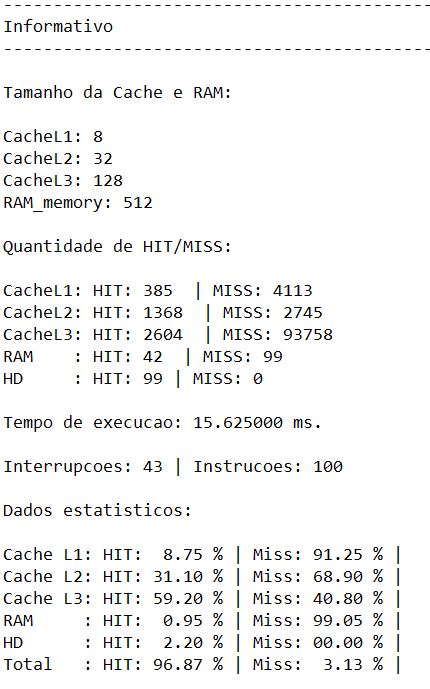 -------------------------------------------
Informativo
-------------------------------------------
Tamanho da Cache e RAM:
CacheL1: 8
CacheL2: 32
CacheL3: 128
RAM_memory: 512
Quantidade de HIT/MISS:
CacheL1: HIT: 385  | MISS: 4113
CacheL2: HIT: 1368  | MISS: 2745
CacheL3: HIT: 2604  | MISS: 93758
RAM    : HIT: 42  | MISS: 99
HD     : HIT: 99 | MISS: 0
Tempo de execucao: 15.625000 ms.
Interrupcoes: 43 | Instrucoes: 100
Dados estatisticos:
Cache L1: HIT:  8.75 % | Miss: 91.25 % |
Cache L2: HIT: 31.10 % | Miss: 68.90 % |
Cache L3: HIT: 59.20 % | Miss: 40.80 % |
RAM     : HIT:  0.95 % | Miss: 99.05 % |
HD      : HIT:  2.20 % | Miss: 00.00 % |
Total   : HIT: 96.87 % | Miss:  3.13 % |